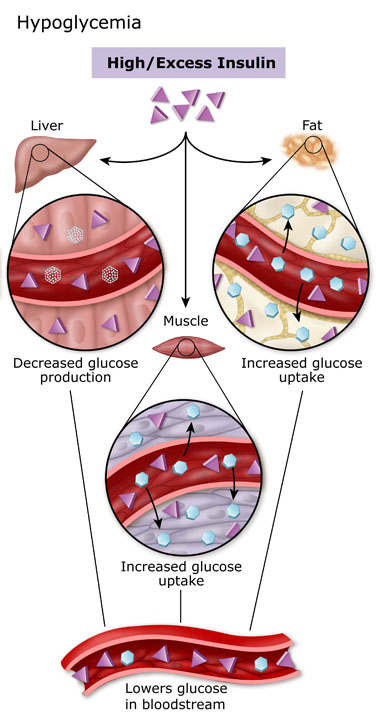 Hypoglycemia
High/Excess Insulin
Liver
Fat
Muscle
Decreased glucose
production
Increased glucose
uptake
Increased glucose
uptake
Lowers glucose
in bloodstream